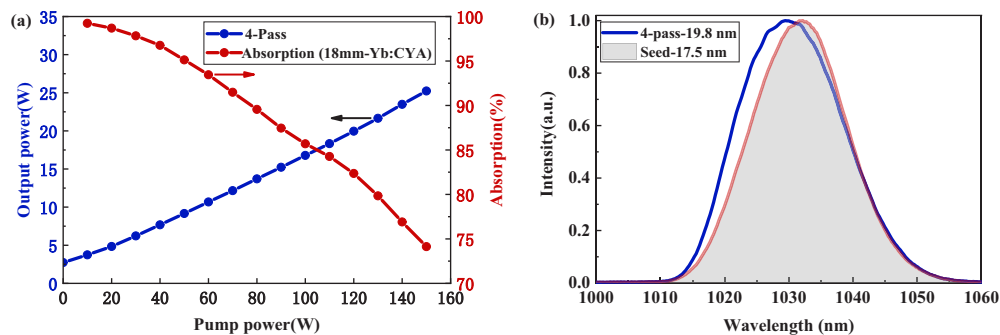 (a)
35
30
25
20
15
10
5
0
Output power(W)
4-Pass
Absorption (18mm-Yb:CYA)
100
95
90
85
80
75
70
Absorption(%)
0 20 40 60 80 100 120 140 160
Pump power(W)
(b)
1.0
0.8
0.6
0.4
0.2
0.0
Intensity(a.u.)
4-pass-19.8 nm
Seed-17.5 nm
1000 1010 1020 1030 1040 1050 1060
Wavelength (nm)